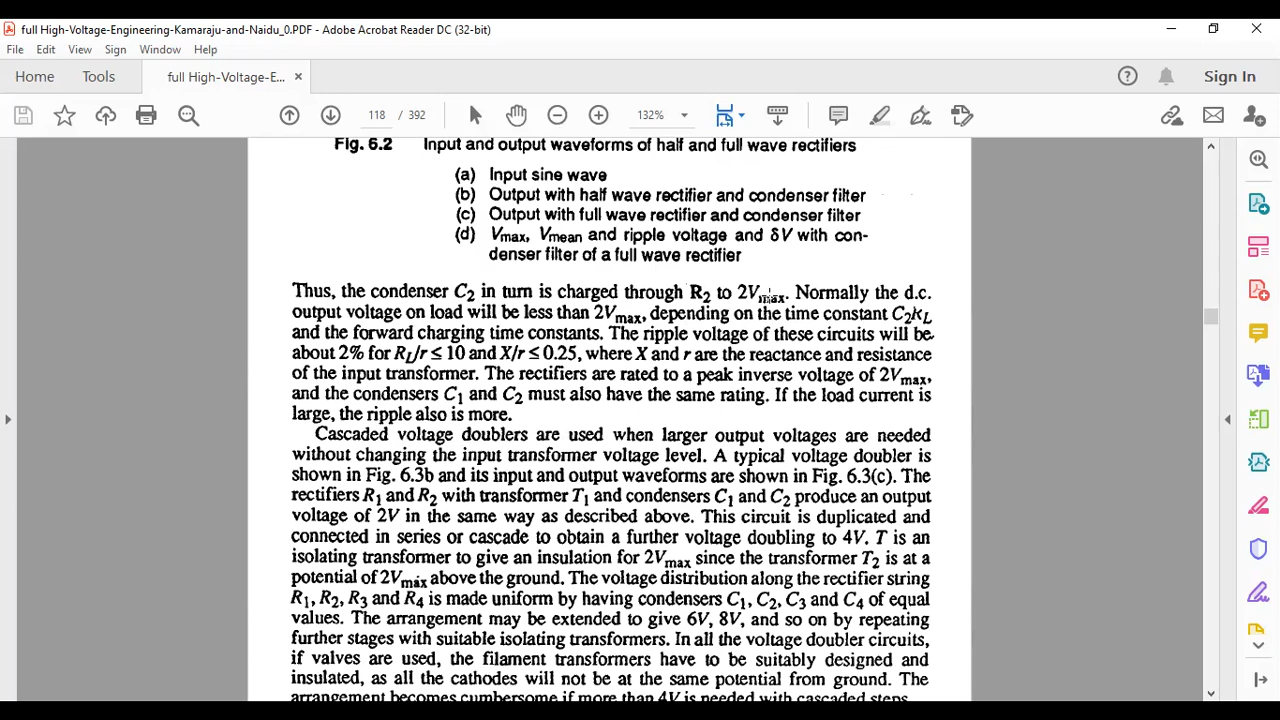 full High-Voltage-Engineering-Kamaraju-and-Naidu_0.PDF - Adobe Acrobat Reader DC (32-bit)
File Edit View Sign Window Help
Home Tools full High-Voltage-E... × Sign In
118 / 392 132%
Fig. 6.2 Input and output waveforms of half and full wave rectifiers
(a) Input sine wave
(b) Output with half wave rectifier and condenser filter
(c) Output with full wave rectifier and condenser filter
(d) Vmax, Vmean and ripple voltage and δV with con-
denser filter of a full wave rectifier
Thus, the condenser C2 in turn is charged through R2 to 2Vmax. Normally the d.c.
output voltage on load will be less than 2Vmax, depending on the time constant C2RL
and the forward charging time constants. The ripple voltage of these circuits will be
about 2% for RL/r ≤ 10 and X/r ≤ 0.25, where X and r are the reactance and resistance
of the input transformer. The rectifiers are rated to a peak inverse voltage of 2Vmax,
and the condensers C1 and C2 must also have the same rating. If the load current is
large, the ripple also is more.
Cascaded voltage doublers are used when larger output voltages are needed
without changing the input transformer voltage level. A typical voltage doubler is
shown in Fig. 6.3b and its input and output waveforms are shown in Fig. 6.3(c). The
rectifiers R1 and R2 with transformer T1 and condensers C1 and C2 produce an output
voltage of 2V in the same way as described above. This circuit is duplicated and
connected in series or cascade to obtain a further voltage doubling to 4V. T is an
isolating transformer to give an insulation for 2Vmax since the transformer T2 is at a
potential of 2Vmax above the ground. The voltage distribution along the rectifier string
R1, R2, R3 and R4 is made uniform by having condensers C1, C2, C3 and C4 of equal
values. The arrangement may be extended to give 6V, 8V, and so on by repeating
further stages with suitable isolating transformers. In all the voltage doubler circuits,
if valves are used, the filament transformers have to be suitably designed and
insulated, as all the cathodes will not be at the same potential from ground. The
arrangement becomes cumbersome if more than 4V is needed with cascaded steps.